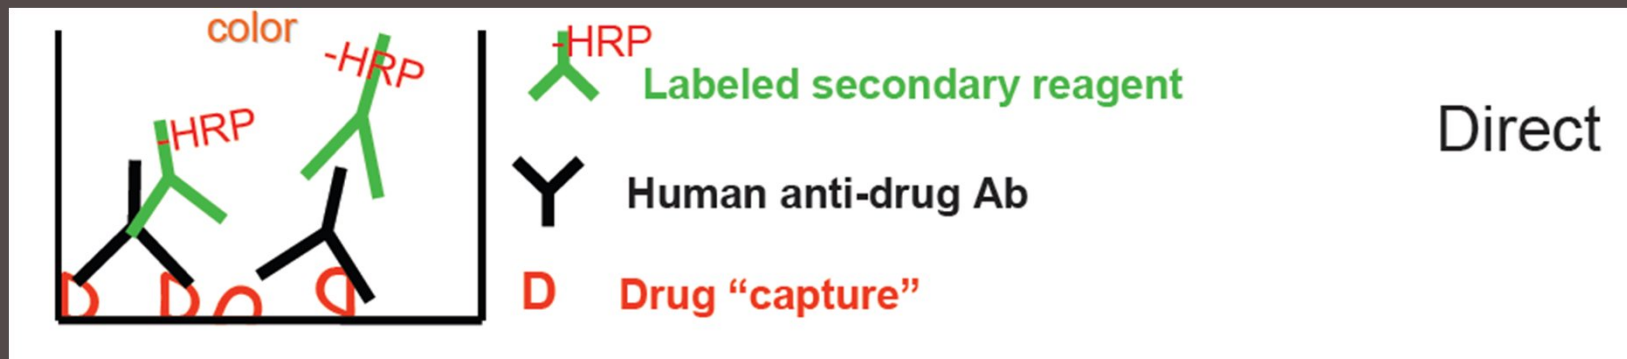 color
-HRP
-HRP
-HRP
Labeled secondary reagent
Direct
Human anti-drug Ab
D Drug “capture”